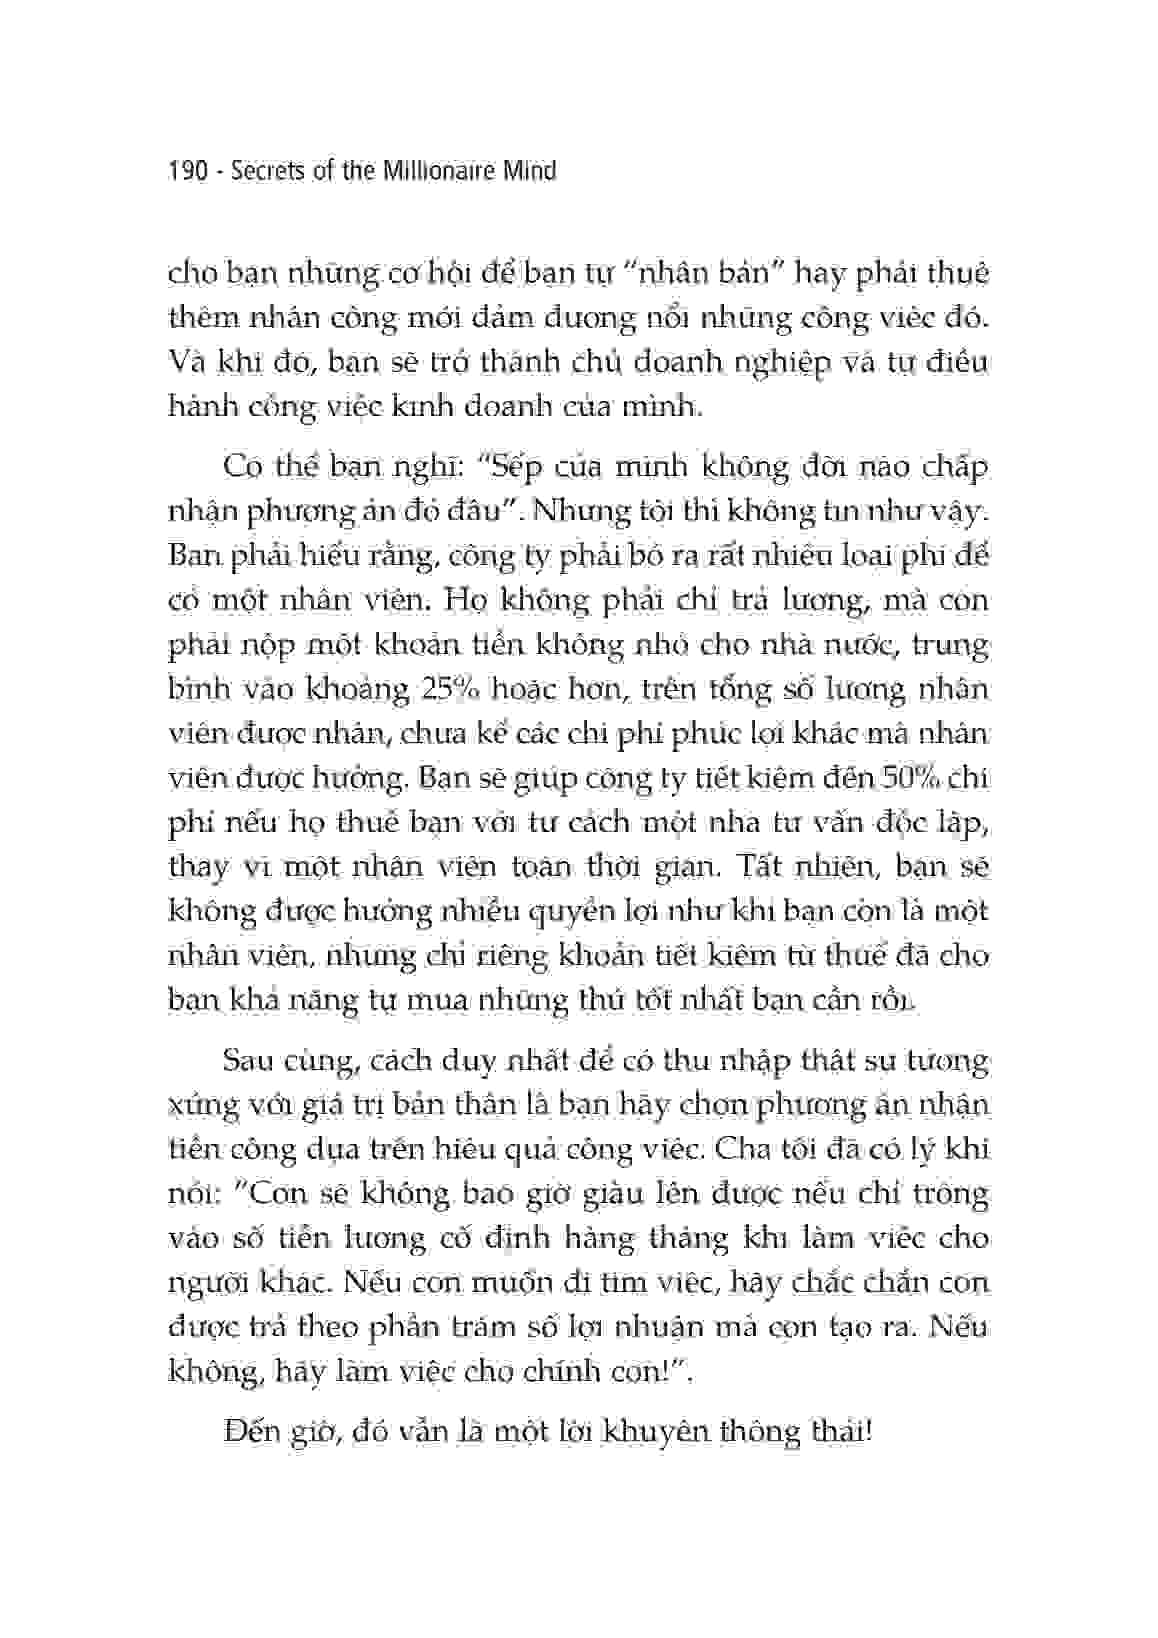 190 - Secrets of the Millionaire Mind
cho bạn những cơ hội để bạn tự “nhân bản” hay phải thuê
thêm nhân công mới đảm đương nổi những công việc đó.
Và khi đó, bạn sẽ trở thành chủ doanh nghiệp và tự điều
hành công việc kinh doanh của mình.
Có thể bạn nghĩ: “Sếp của mình không đời nào chấp
nhận phương án đó đâu”. Nhưng tôi thì không tin như vậy.
Bạn phải hiểu rằng, công ty phải bỏ ra rất nhiều loại phí để
có một nhân viên. Họ không phải chỉ trả lương, mà còn
phải nộp một khoản tiền không nhỏ cho nhà nước, trung
bình vào khoảng 25% hoặc hơn, trên tổng số lương nhân
viên được nhận, chưa kể các chi phí phúc lợi khác mà nhân
viên được hưởng. Bạn sẽ giúp công ty tiết kiệm đến 50% chi
phí nếu họ thuê bạn với tư cách một nhà tư vấn độc lập,
thay vì một nhân viên toàn thời gian. Tất nhiên, bạn sẽ
không được hưởng nhiều quyền lợi như khi bạn còn là một
nhân viên, nhưng chỉ riêng khoản tiết kiệm từ thuế đã cho
bạn khả năng tự mua những thứ tốt nhất bạn cần rồi.
Sau cùng, cách duy nhất để có thu nhập thật sự tương
xứng với giá trị bản thân là bạn hãy chọn phương án nhận
tiền công dựa trên hiệu quả công việc. Cha tôi đã có lý khi
nói: “Con sẽ không bao giờ giàu lên được nếu chỉ trông
vào số tiền lương cố định hàng tháng khi làm việc cho
người khác. Nếu con muốn đi tìm việc, hãy chắc chắn con
được trả theo phần trăm số lợi nhuận mà con tạo ra. Nếu
không, hãy làm việc cho chính con!”.
Đến giờ, đó vẫn là một lời khuyên thông thái!